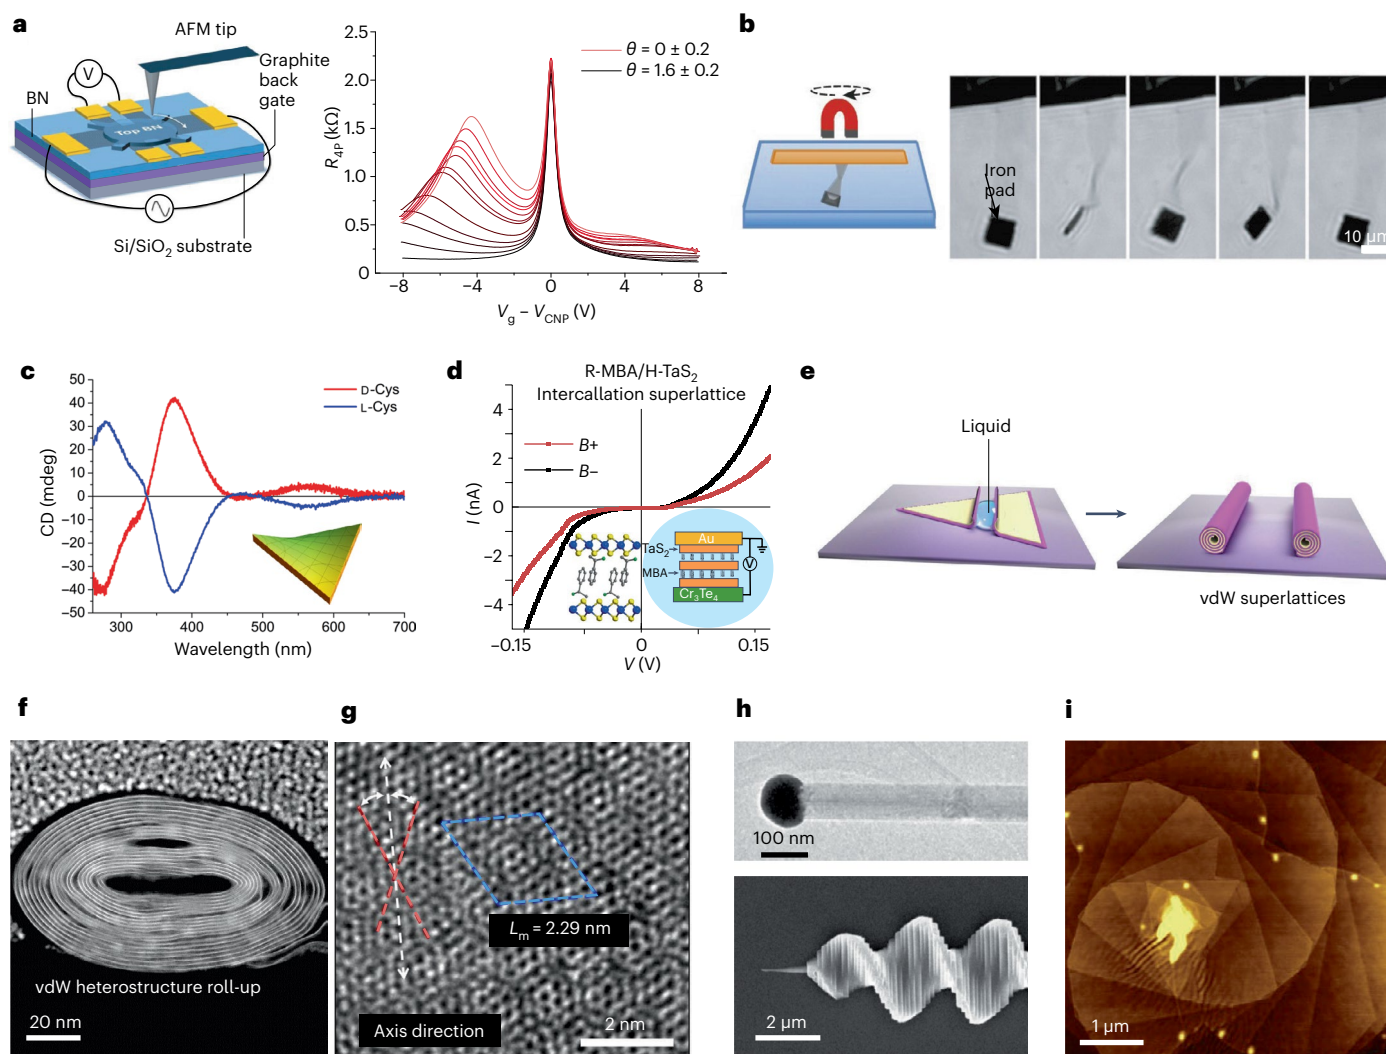 a
AFM tip
Graphite
back
gate
V
BN
Top BN
Si/SiO2 substrate
2.5
2.0
1.5
1.0
0.5
0
R4P (kΩ)
θ = 0 ± 0.2
θ = 1.6 ± 0.2
−8 −4 0 4 8
Vg – VCNP (V)
b
Iron
pad
10 µm
c
50
40
30
20
10
0
−10
−20
−30
−40
−50
CD (mdeg)
D-Cys
L-Cys
300 400 500 600 700
Wavelength (nm)
d
R-MBA/H-TaS2
Intercallation superlattice
4
2
0
−2
−4
I (nA)
B+
B−
Au
TaS2
MBA
V
Cr3Te4
−0.15 0 0.15
V (V)
e
Liquid
vdW superlattices
f
vdW heterostructure roll-up
20 nm
g
Lm = 2.29 nm
Axis direction
2 nm
h
100 nm
2 µm
i
1 µm